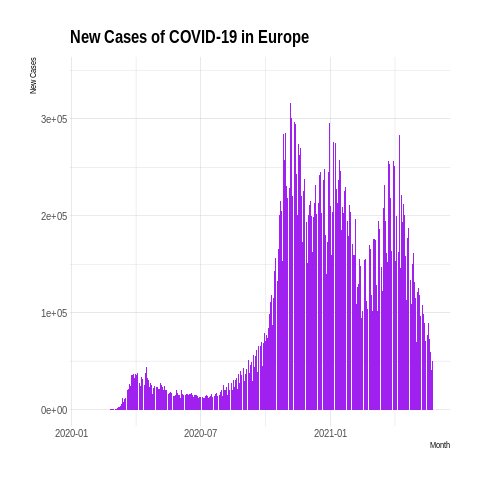 New Cases of COVID-19 in Europe
New Cases
3e+05
2e+05
1e+05
0e+00
2020-01 2020-07 2021-01
Month